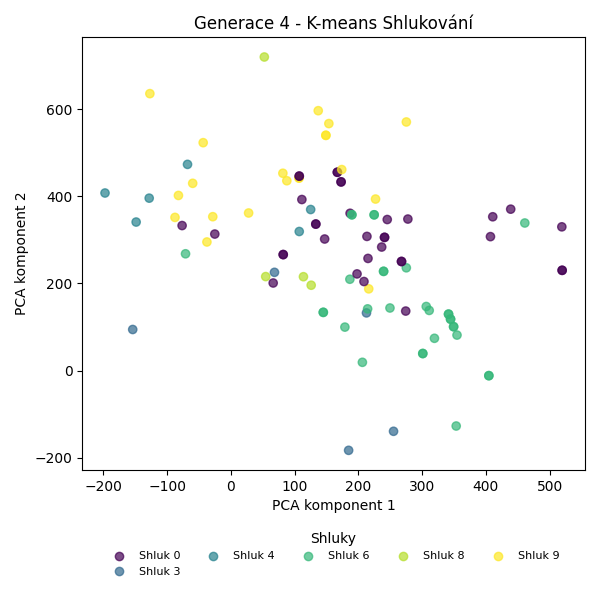 Generace 4 - K-means Shlukování
PCA komponent 2
600
400
200
0
−200
−200 −100 0 100 200 300 400 500
PCA komponent 1
Shluky
Shluk 0 Shluk 4 Shluk 6 Shluk 8 Shluk 9
Shluk 3